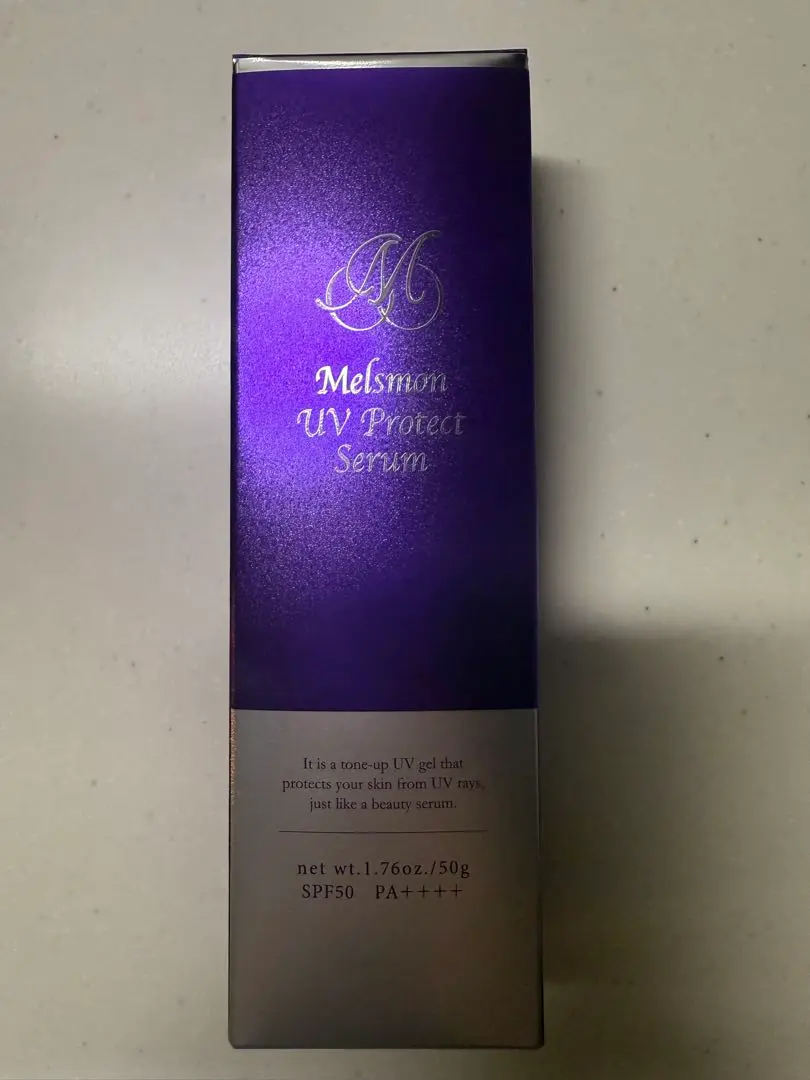 M
Melsmon
UV Protect
Serum
It is a tone-up UV gel that
protects your skin from UV rays,
just like a beauty serum.
net wt.1.76oz./50g
SPF50 PA++++